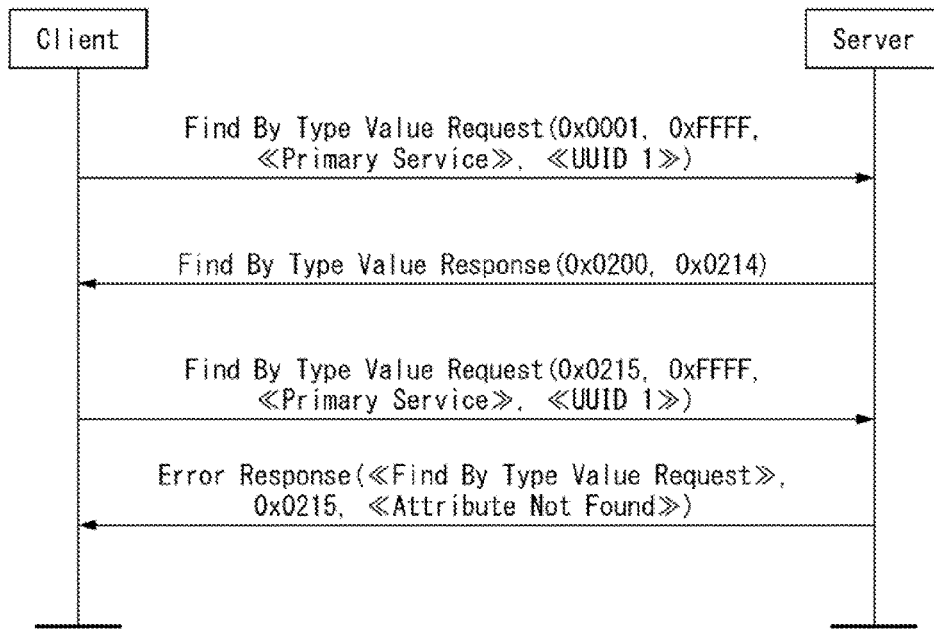 Client
Server
Find By Type Value Request(0x0001, 0xFFFF,
≪Primary Service≫, ≪UUID 1≫)
Find By Type Value Response(0x0200, 0x0214)
Find By Type Value Request(0x0215, 0xFFFF,
≪Primary Service≫, ≪UUID 1≫)
Error Response(≪Find By Type Value Request≫,
0x0215, ≪Attribute Not Found≫)